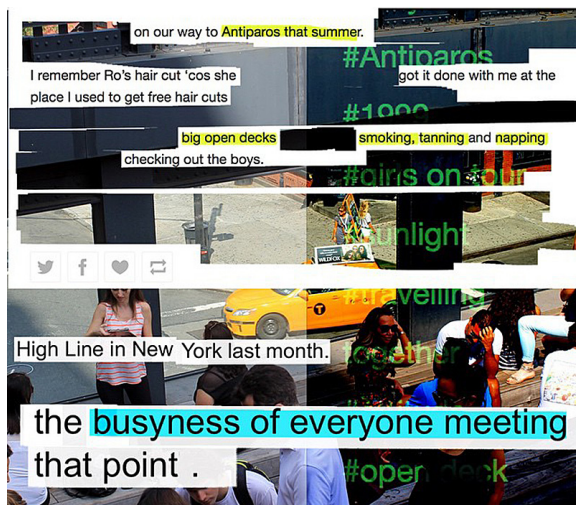 on our way to Antiparos that summer.
#Antiparos
I remember Ro's hair cut 'cos she got it done with me at the
place I used to get free hair cuts
#1999
big open decks smoking, tanning and napping
checking out the boys.
#girls on tour
#sunlight
WILDFOX
#travelling
T
High Line in New York last month.
together
the busyness of everyone meeting
that point .
#open deck